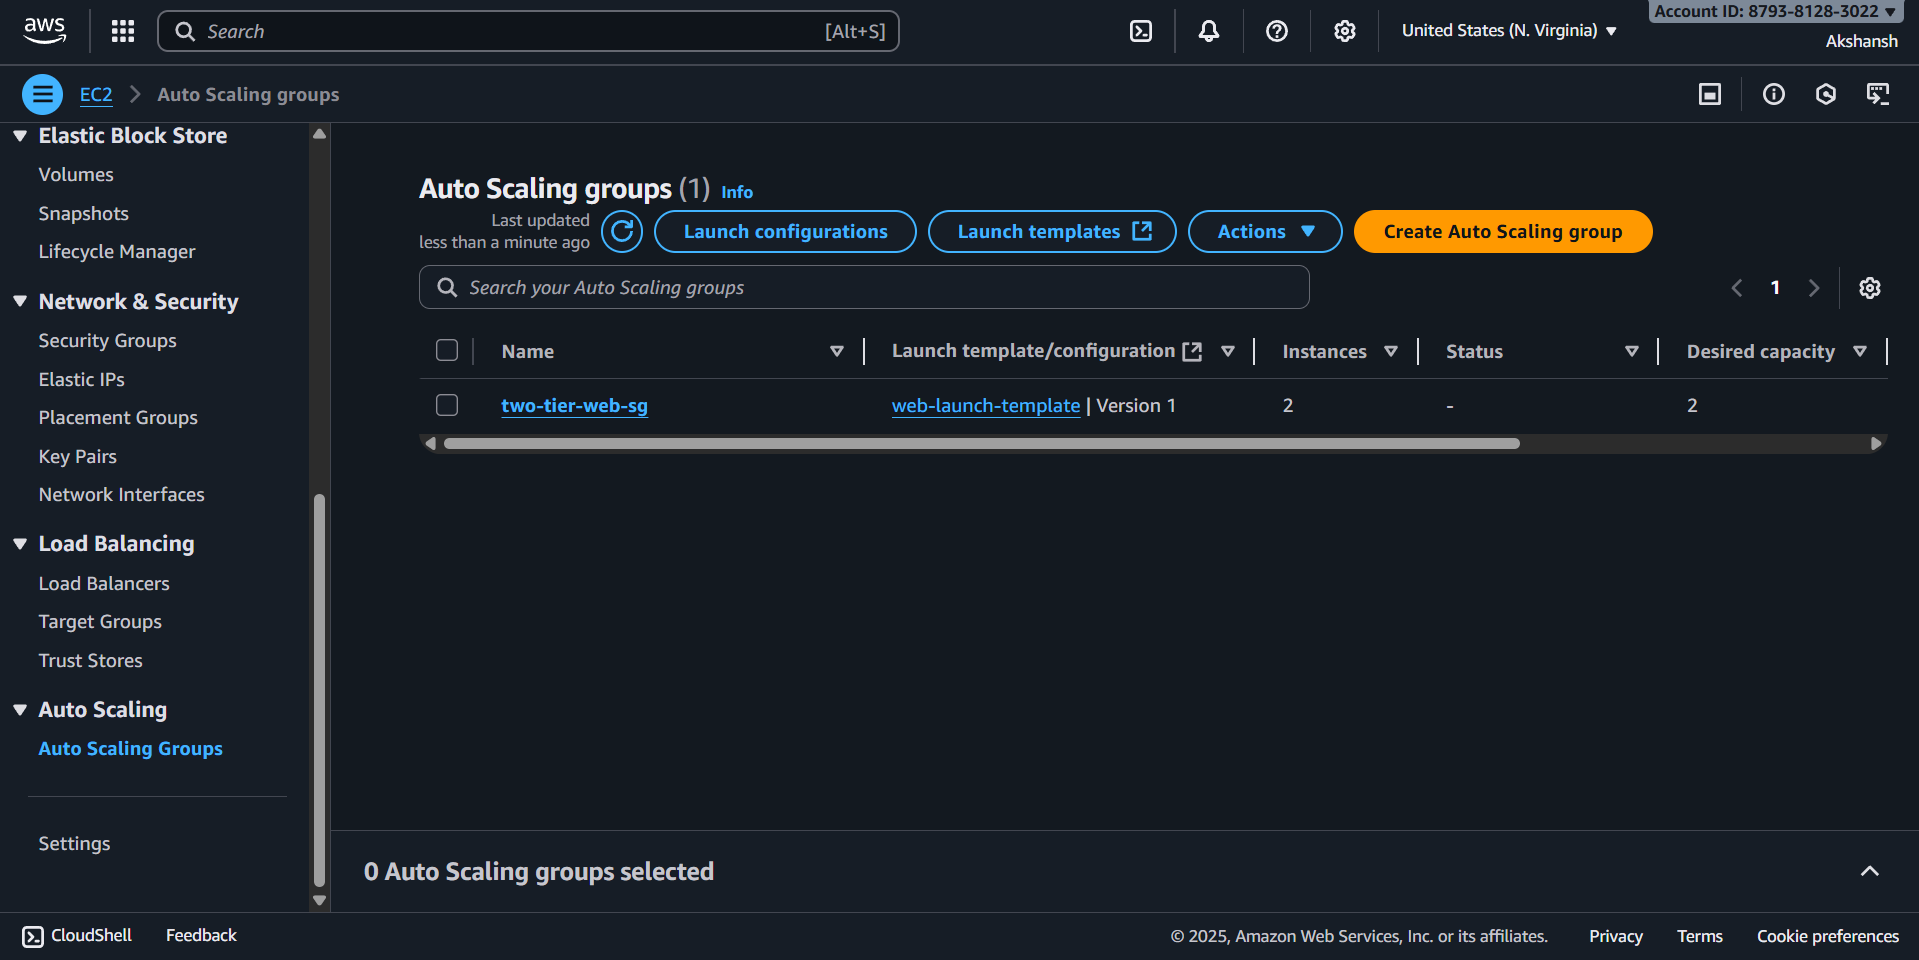 aws
Search [Alt+S]
United States (N. Virginia)
Account ID: 8793-8128-3022
Akshansh
EC2 Auto Scaling groups
Elastic Block Store
Volumes
Snapshots
Lifecycle Manager
Network & Security
Security Groups
Elastic IPs
Placement Groups
Key Pairs
Network Interfaces
Load Balancing
Load Balancers
Target Groups
Trust Stores
Auto Scaling
Auto Scaling Groups
Settings
Auto Scaling groups (1) Info
Last updated
less than a minute ago
Launch configurations Launch templates Actions Create Auto Scaling group
Search your Auto Scaling groups
1
Name Launch template/configuration Instances Status Desired capacity
two-tier-web-sg web-launch-template | Version 1 2 - 2
0 Auto Scaling groups selected
CloudShell Feedback © 2025, Amazon Web Services, Inc. or its affiliates. Privacy Terms Cookie preferences